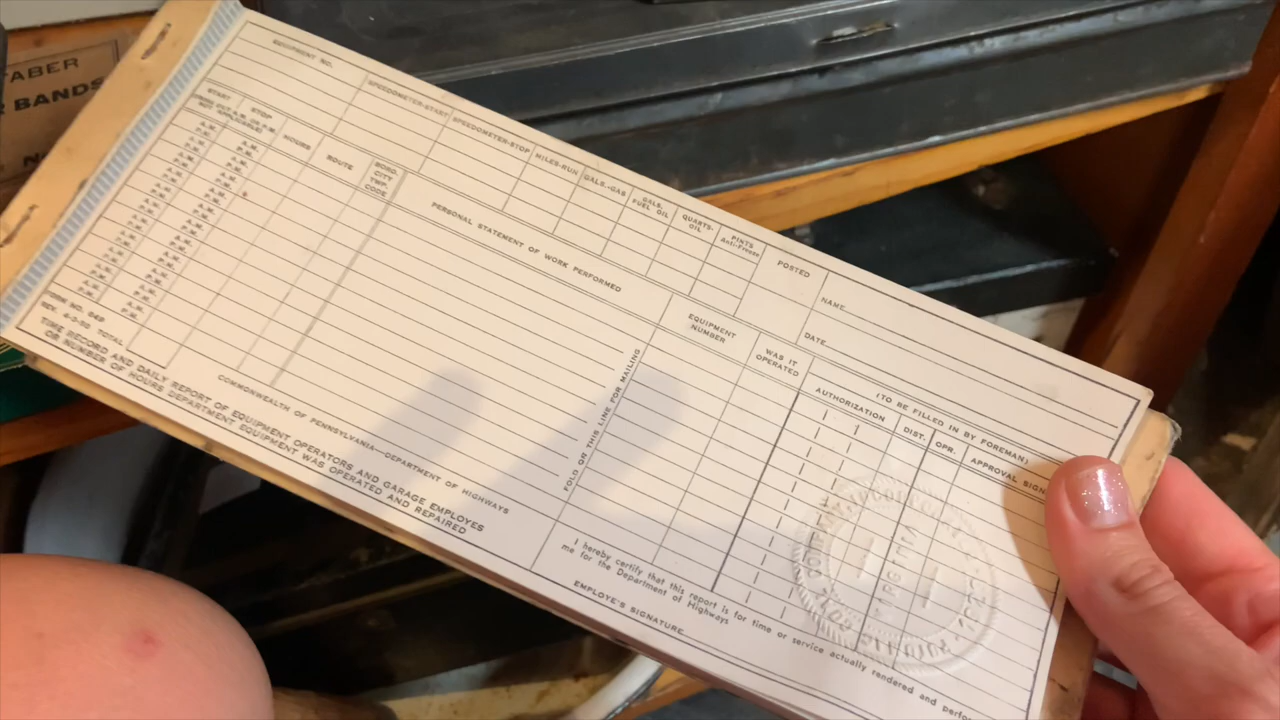 TABER
BANDS
EQUIPMENT NO.
SPEEDOMETER-START
SPEEDOMETER-STOP
MILES-RUN
GALS.-GAS
GALS.
FUEL OIL
QUARTS-
OIL
PINTS
Anti-Freeze
POSTED
NAME
DATE
START
STOP
NOT APPLICABLE)
HOURS
ROUTE
BORO.
CITY
TWP.
CODE
PERSONAL STATEMENT OF WORK PERFORMED
EQUIPMENT
NUMBER
WAS IT
OPERATED
(TO BE FILLED IN BY FOREMAN)
AUTHORIZATION
DIST.
OPR.
APPROVAL SIGN
A.M.
P.M.
A.M.
P.M.
A.M.
P.M.
A.M.
P.M.
A.M.
P.M.
A.M.
P.M.
A.M.
P.M.
A.M.
P.M.
A.M.
P.M.
A.M.
P.M.
A.M.
P.M.
A.M.
P.M.
A.M.
P.M.
A.M.
P.M.
A.M.
P.M.
A.M.
P.M.
FOLD ON THIS LINE FOR MAILING
TOTAL
COMMONWEALTH OF PENNSYLVANIA—DEPARTMENT OF HIGHWAYS
TIME RECORD AND DAILY REPORT OF EQUIPMENT OPERATORS AND GARAGE EMPLOYES
OR NUMBER OF HOURS DEPARTMENT EQUIPMENT WAS OPERATED AND REPAIRED
I hereby certify that this report is for time or service actually rendered and perfo
me for the Department of Highways
EMPLOYE'S SIGNATURE